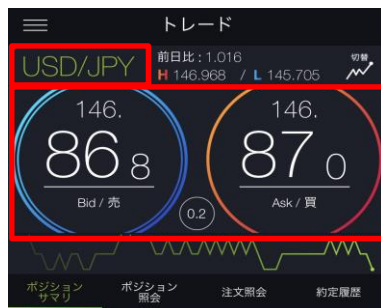 トレード
USD/JPY
前日比 : 1.016
H 146.968 / L 145.705
切替
146.
86 8
Bid / 売
146.
87 0
Ask / 買
0.2
ポジション
サマリ
ポジション
照会
注文照会
約定履歴